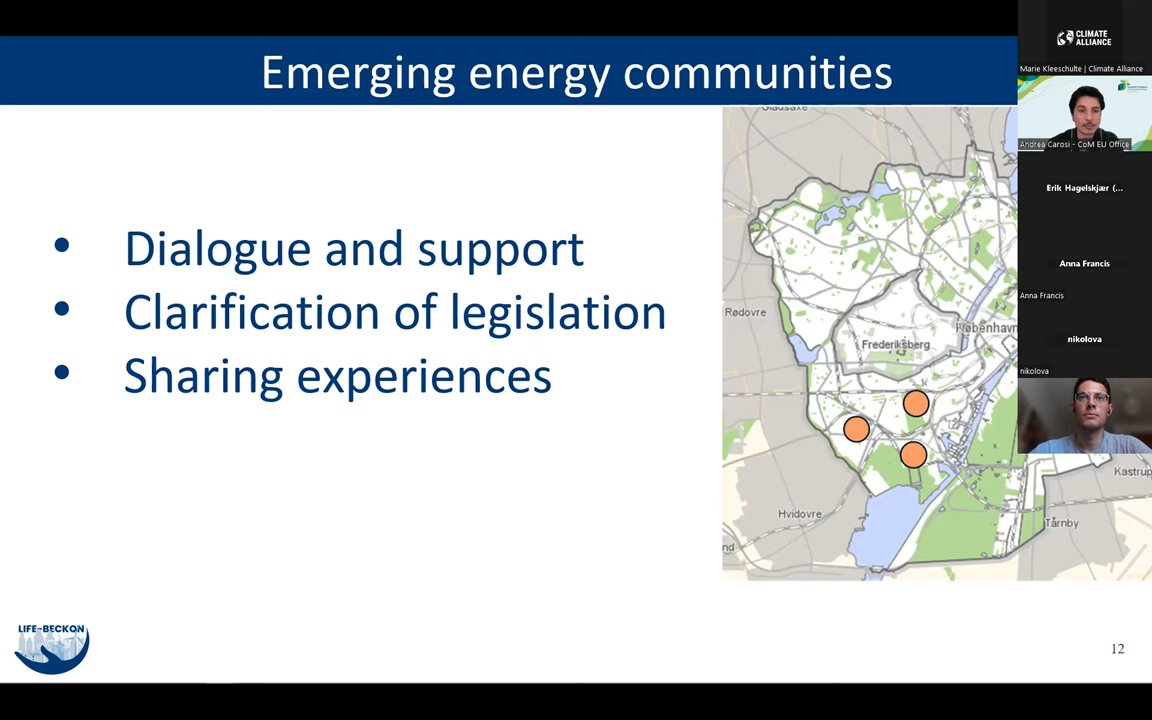 Emerging energy communities
• Dialogue and support
• Clarification of legislation
• Sharing experiences
Gladsaxe
Rødovre
København
Frederiksberg
Hvidovre
Kastrup
Tårnby
nd
LIFE-BECKON
12
CLIMATE
ALLIANCE
Marie Kleeschulte | Climate Alliance
Andrea Carosi - CoM EU Office
Erik Hagelskjær (...
Anna Francis
Anna Francis
nikolova
nikolova